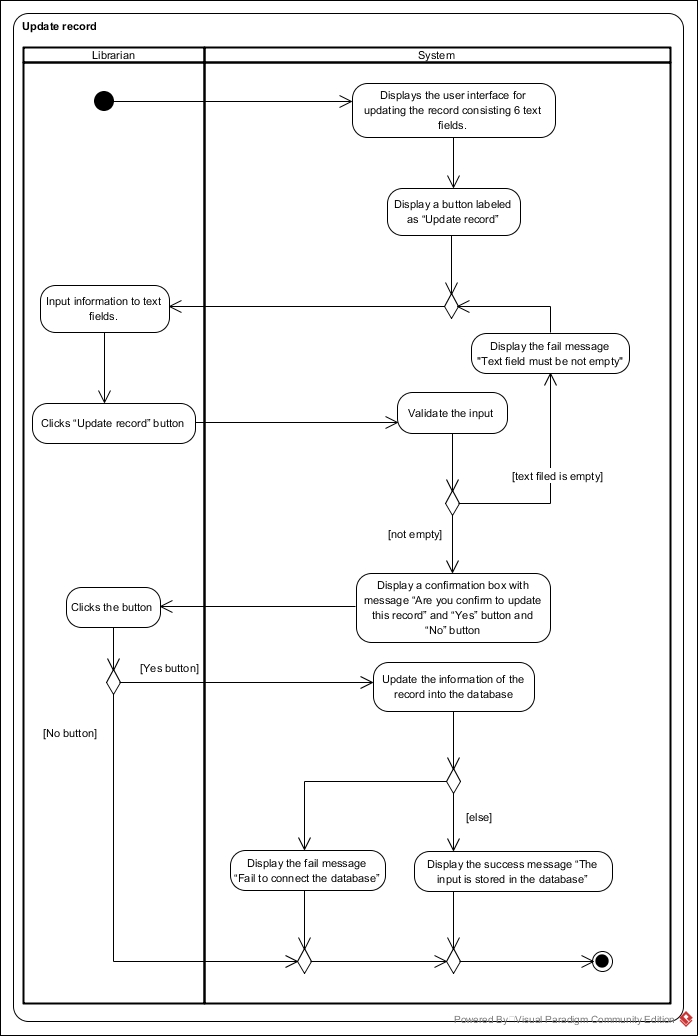 Update record
Librarian
System
Displays the user interface for
updating the record consisting 6 text
fields.
Display a button labeled
as “Update record”
Input information to text
fields.
Display the fail message
"Text field must be not empty"
Clicks “Update record” button
Validate the input
[text filed is empty]
[not empty]
Display a confirmation box with
message “Are you confirm to update
this record” and “Yes” button and
“No” button
Clicks the button
[Yes button]
Update the information of the
record into the database
[No button]
[else]
Display the fail message
“Fail to connect the database”
Display the success message “The
input is stored in the database”
Powered By Visual Paradigm Community Edition